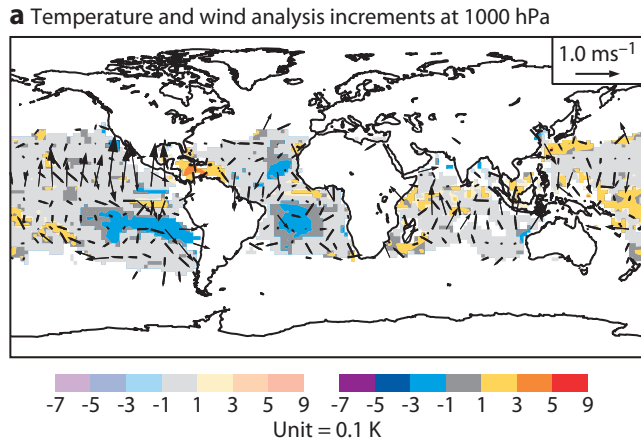 a Temperature and wind analysis increments at 1000 hPa
1.0 ms⁻¹
-7 -5 -3 -1 1 3 5 9 -7 -5 -3 -1 1 3 5 9
Unit = 0.1 K